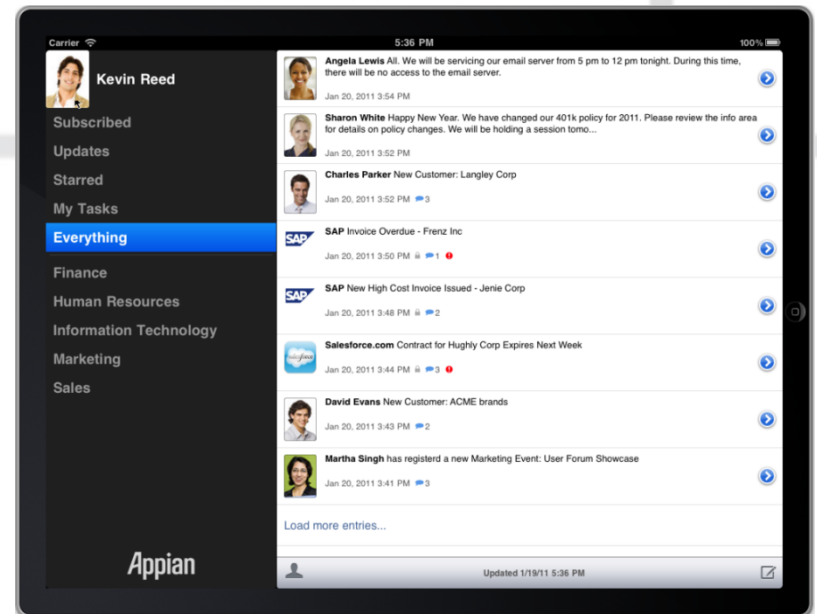 Carrier 5:36 PM 100%
Kevin Reed
Subscribed
Updates
Starred
My Tasks
Everything
Finance
Human Resources
Information Technology
Marketing
Sales
Appian
Angela Lewis All. We will be servicing our email server from 5 pm to 12 pm tonight. During this time,
there will be no access to the email server.
Jan 20, 2011 3:54 PM
Sharon White Happy New Year. We have changed our 401k policy for 2011. Please review the info area
for details on policy changes. We will be holding a session tomo...
Jan 20, 2011 3:52 PM
Charles Parker New Customer: Langley Corp
Jan 20, 2011 3:52 PM 3
SAP
SAP Invoice Overdue - Frenz Inc
Jan 20, 2011 3:50 PM 1
SAP
SAP New High Cost Invoice Issued - Jenie Corp
Jan 20, 2011 3:48 PM 2
Salesforce.com Contract for Hughly Corp Expires Next Week
Jan 20, 2011 3:44 PM 3
David Evans New Customer: ACME brands
Jan 20, 2011 3:43 PM 2
Martha Singh has registerd a new Marketing Event: User Forum Showcase
Jan 20, 2011 3:41 PM 3
Load more entries...
Updated 1/19/11 5:36 PM